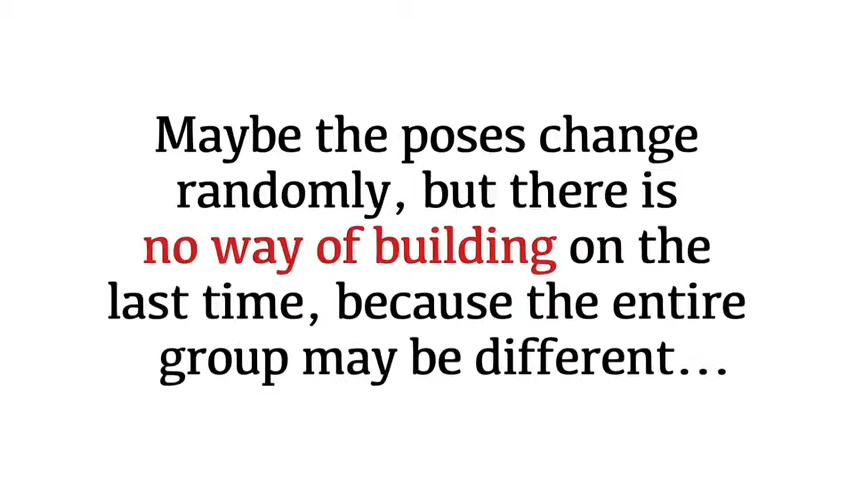 Maybe the poses change
randomly, but there is
no way of building on the
last time, because the entire
group may be different...